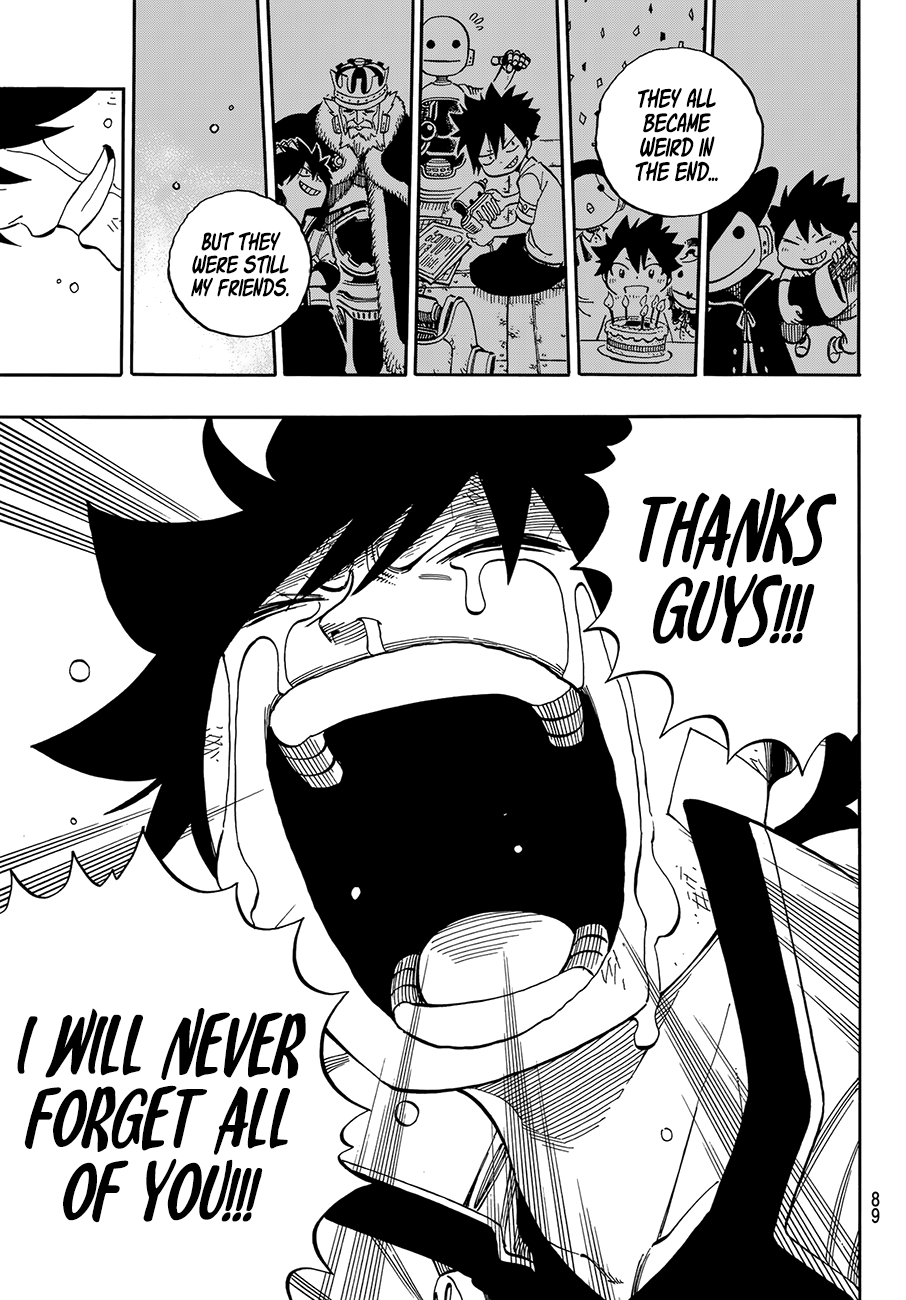 THEY ALL
BECAME
WEIRD IN
THE END...
BUT THEY
WERE STILL
MY FRIENDS.
THANKS
GUYS!!!
I WILL NEVER
FORGET ALL
OF YOU!!!
89